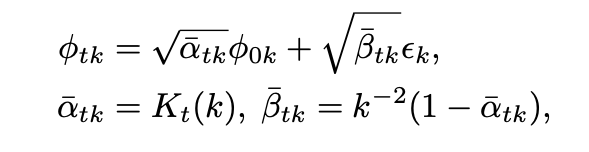 ϕ_{tk} = √ᾱ_{tk} ϕ_{0k} + √β̄_{tk} ϵ_k,
ᾱ_{tk} = K_t(k), β̄_{tk} = k^{−2}(1 − ᾱ_{tk}),